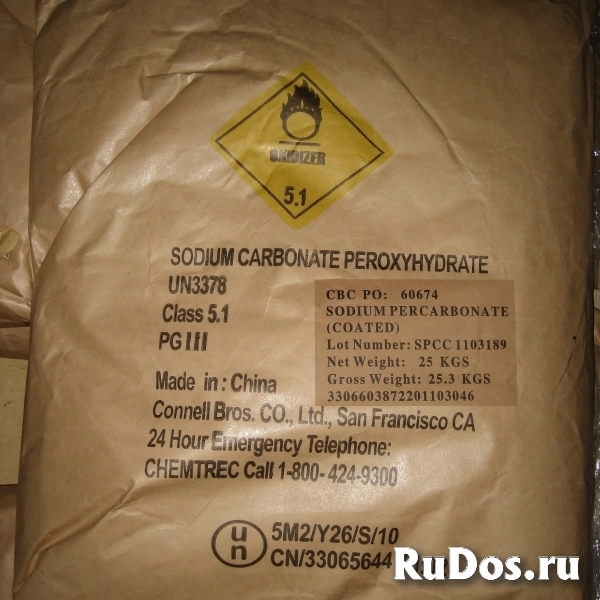 OXIDIZER
5.1
SODIUM CARBONATE PEROXYHYDRATE
UN3378
Class 5.1
PG III
CBC PO: 60674
SODIUM PERCARBONATE
(COATED)
Lot Number: SPCC 1103189
Net Weight: 25 KGS
Gross Weight: 25.3 KGS
3306603872201103046
Made in : China
Connell Bros. CO., Ltd., San Francisco CA
24 Hour Emergency Telephone:
CHEMTREC Call 1-800- 424-9300
un
5M2/Y26/S/10
CN/33065644
RuDos.ru